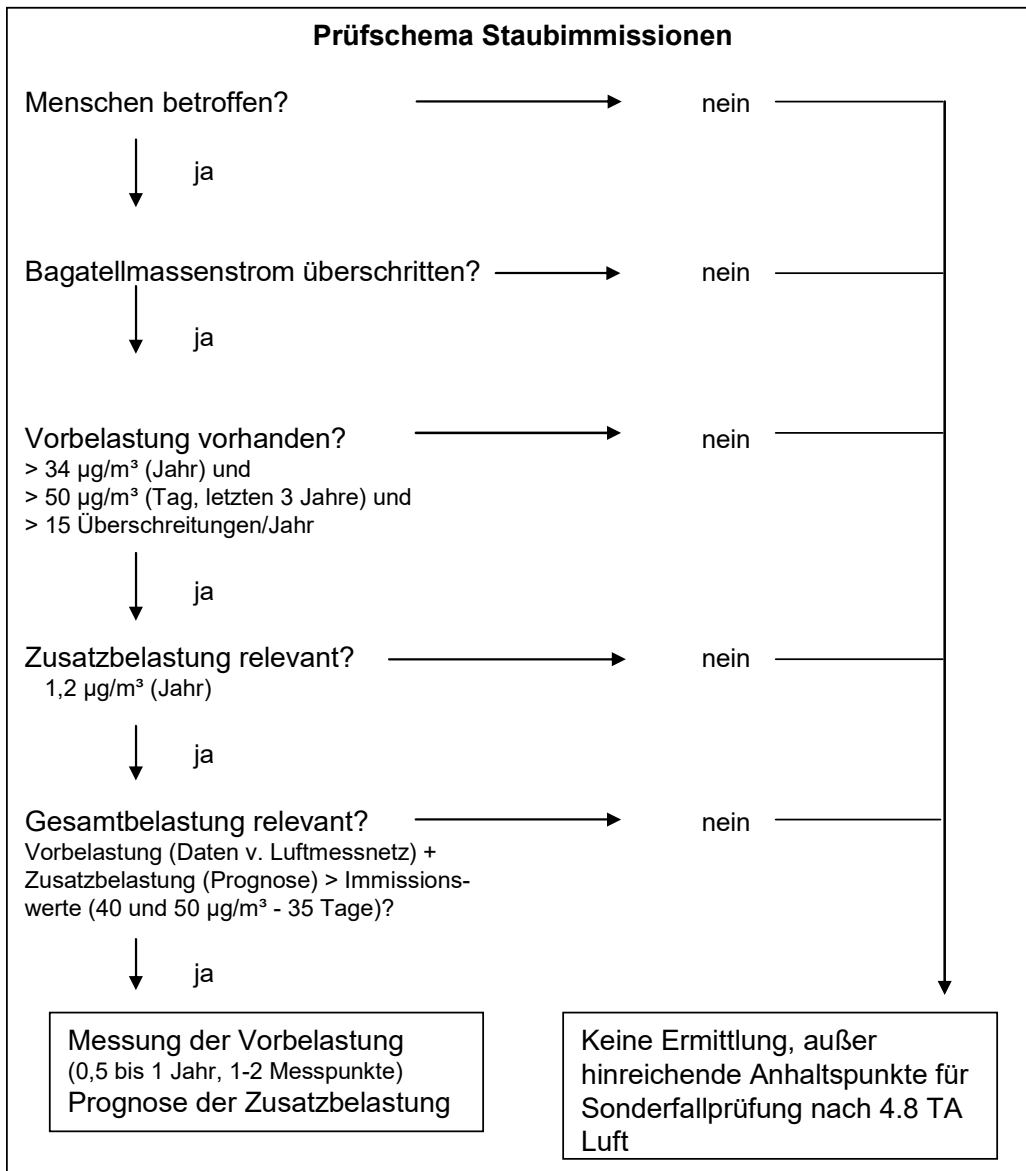 Prüfschema Staubimmissionen
Menschen betroffen?
nein
ja
Bagatellmassenstrom überschritten?
nein
ja
Vorbelastung vorhanden?
nein
> 34 µg/m³ (Jahr) und
> 50 µg/m³ (Tag, letzten 3 Jahre) und
> 15 Überschreitungen/Jahr
ja
Zusatzbelastung relevant?
nein
1,2 µg/m³ (Jahr)
ja
Gesamtbelastung relevant?
nein
Vorbelastung (Daten v. Luftmessnetz) +
Zusatzbelastung (Prognose) > Immissions-
werte (40 und 50 µg/m³ - 35 Tage)?
ja
Messung der Vorbelastung
(0,5 bis 1 Jahr, 1-2 Messpunkte)
Prognose der Zusatzbelastung
Keine Ermittlung, außer
hinreichende Anhaltspunkte für
Sonderfallprüfung nach 4.8 TA
Luft